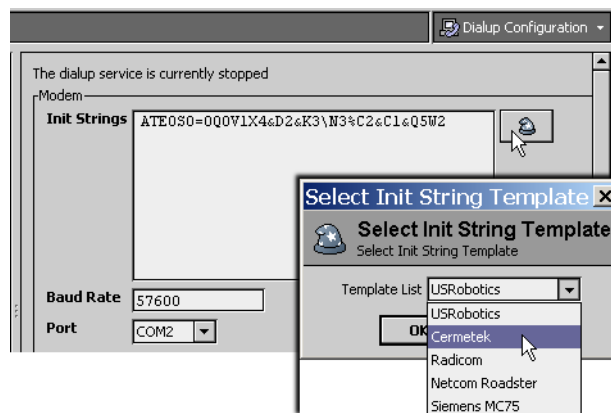 Dialup Configuration
The dialup service is currently stopped
Modem
Init Strings
ATE0S0=0Q0V1X4&D2&K3\N3%C2&C1&Q5W2
Select Init String Template
Select Init String Template
Select Init String Template
Baud Rate
57600
Template List
USRobotics
Port
COM2
OK
USRobotics
Cermetek
Radicom
Netcom Roadster
Siemens MC75